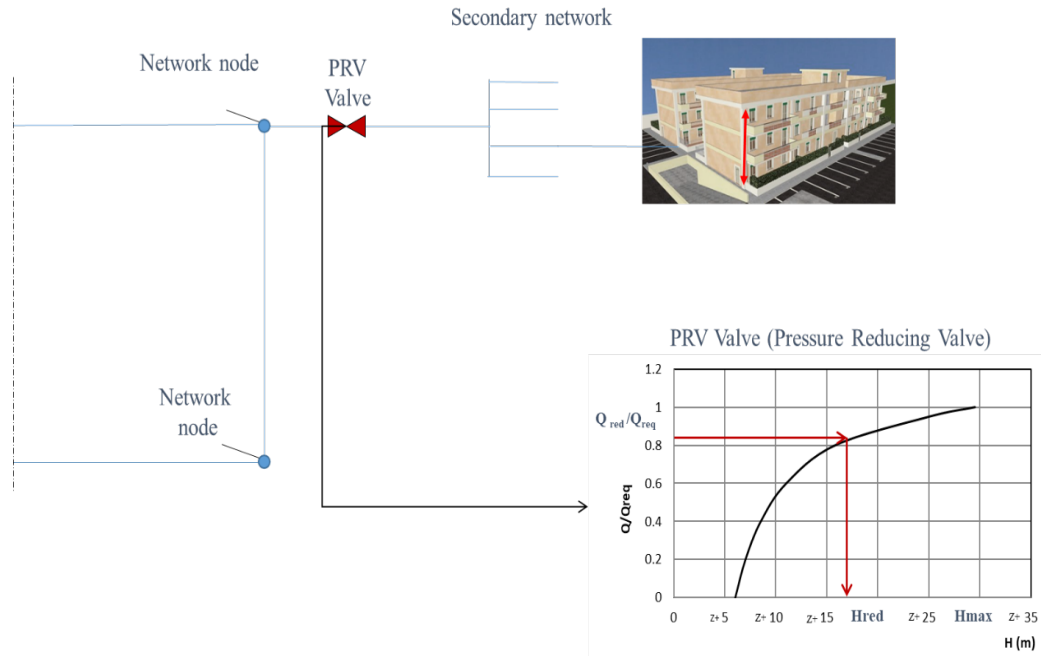 Secondary network
Network node
PRV
Valve
Network
node
PRV Valve (Pressure Reducing Valve)
1.2
1
Q red /Qreq
0.8
0.6
0.4
0.2
0
Q/Qreq
0 z+ 5 z+ 10 z+ 15 Hred z+ 25 Hmax z+ 35
H (m)